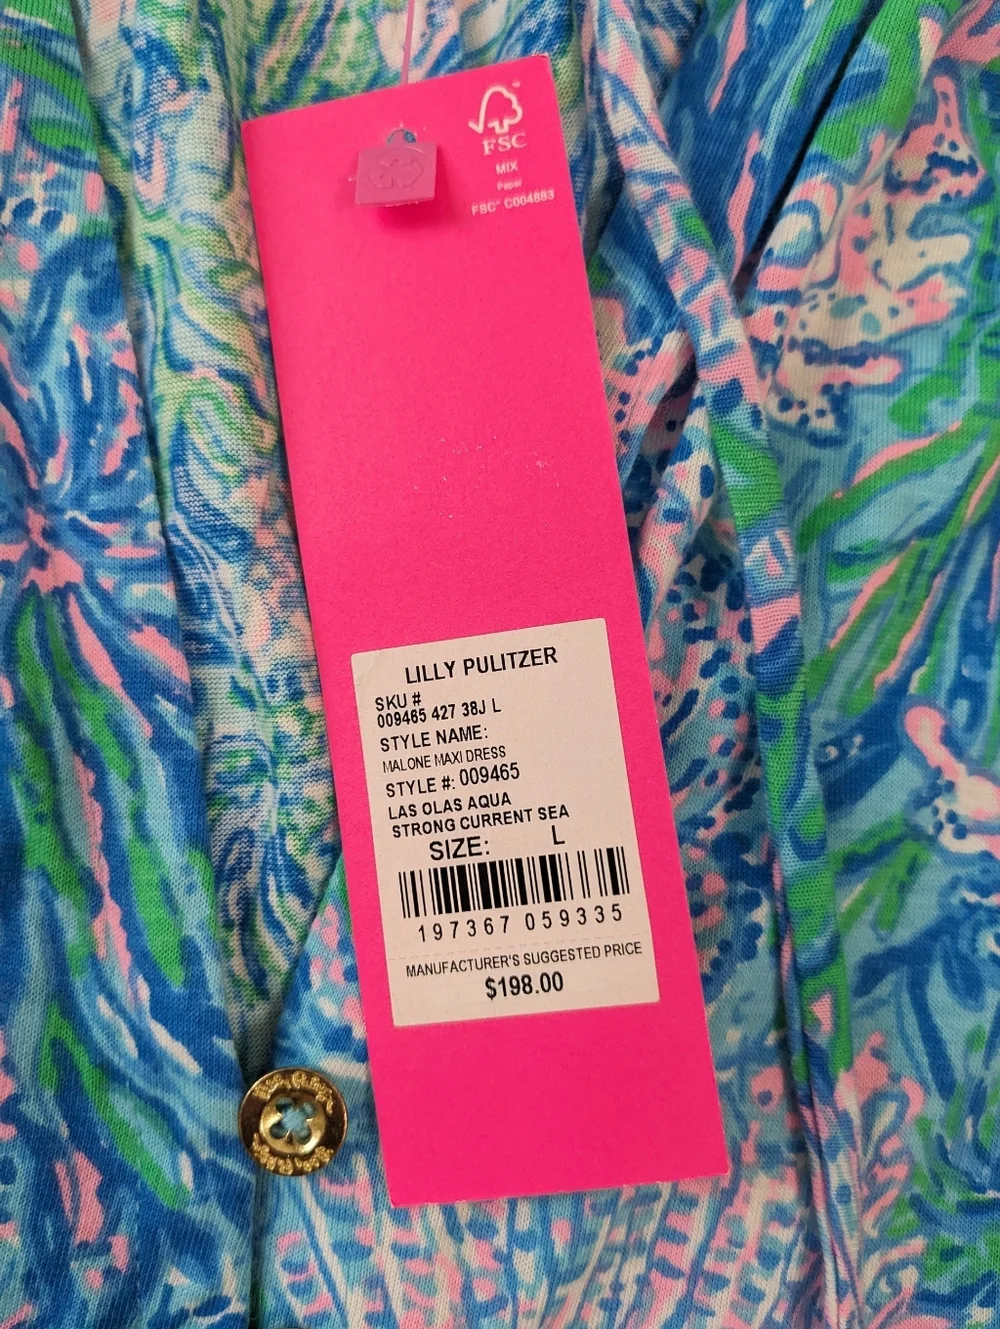 FSC
MIX
Paper
FSC® C004883
LILLY PULITZER
SKU #
009465 427 38J L
STYLE NAME:
MALONE MAXI DRESS
STYLE #: 009465
LAS OLAS AQUA
STRONG CURRENT SEA
SIZE: L
197367 059335
MANUFACTURER'S SUGGESTED PRICE
$198.00